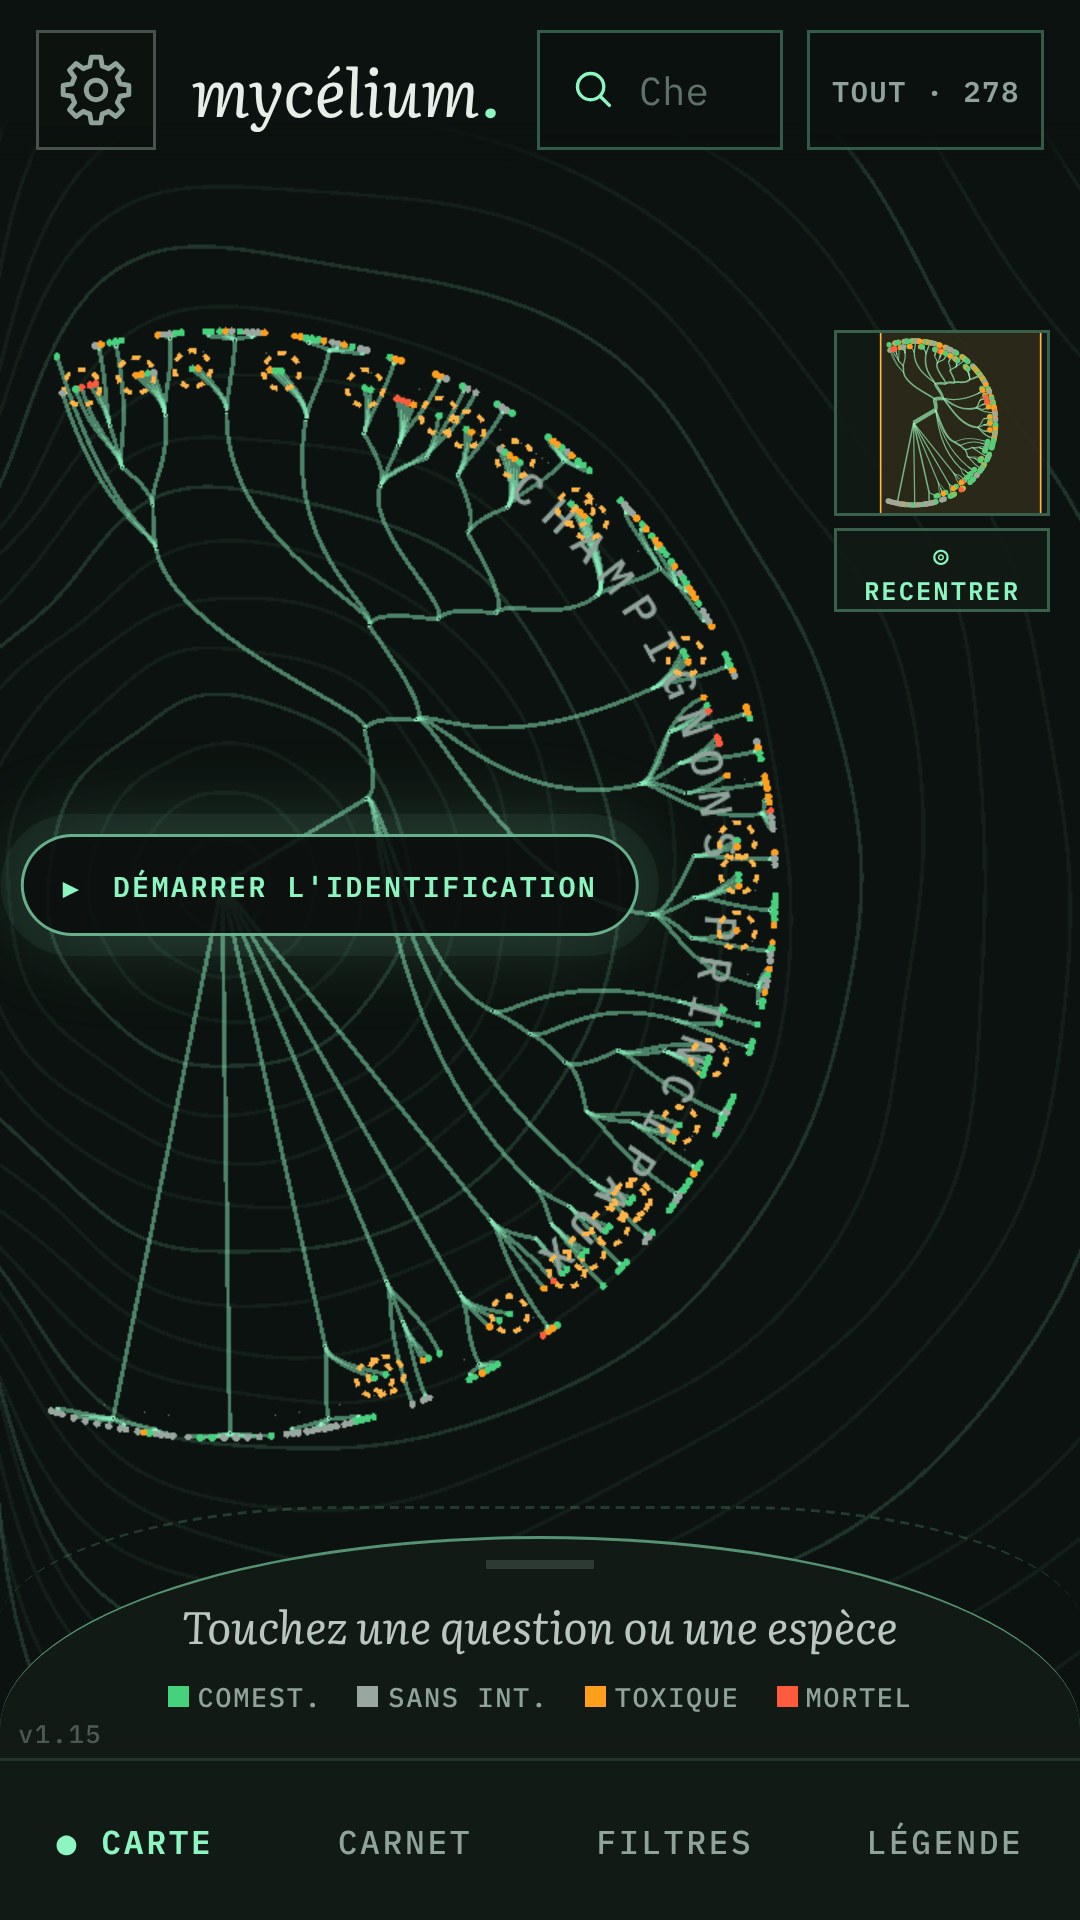 mycélium.
Che
TOUT · 278
◎
RECENTRER
CHAMPIGNONS PRINCIPAUX
▶ DÉMARRER L'IDENTIFICATION
Touchez une question ou une espèce
COMEST. SANS INT. TOXIQUE MORTEL
v1.15
● CARTE CARNET FILTRES LÉGENDE